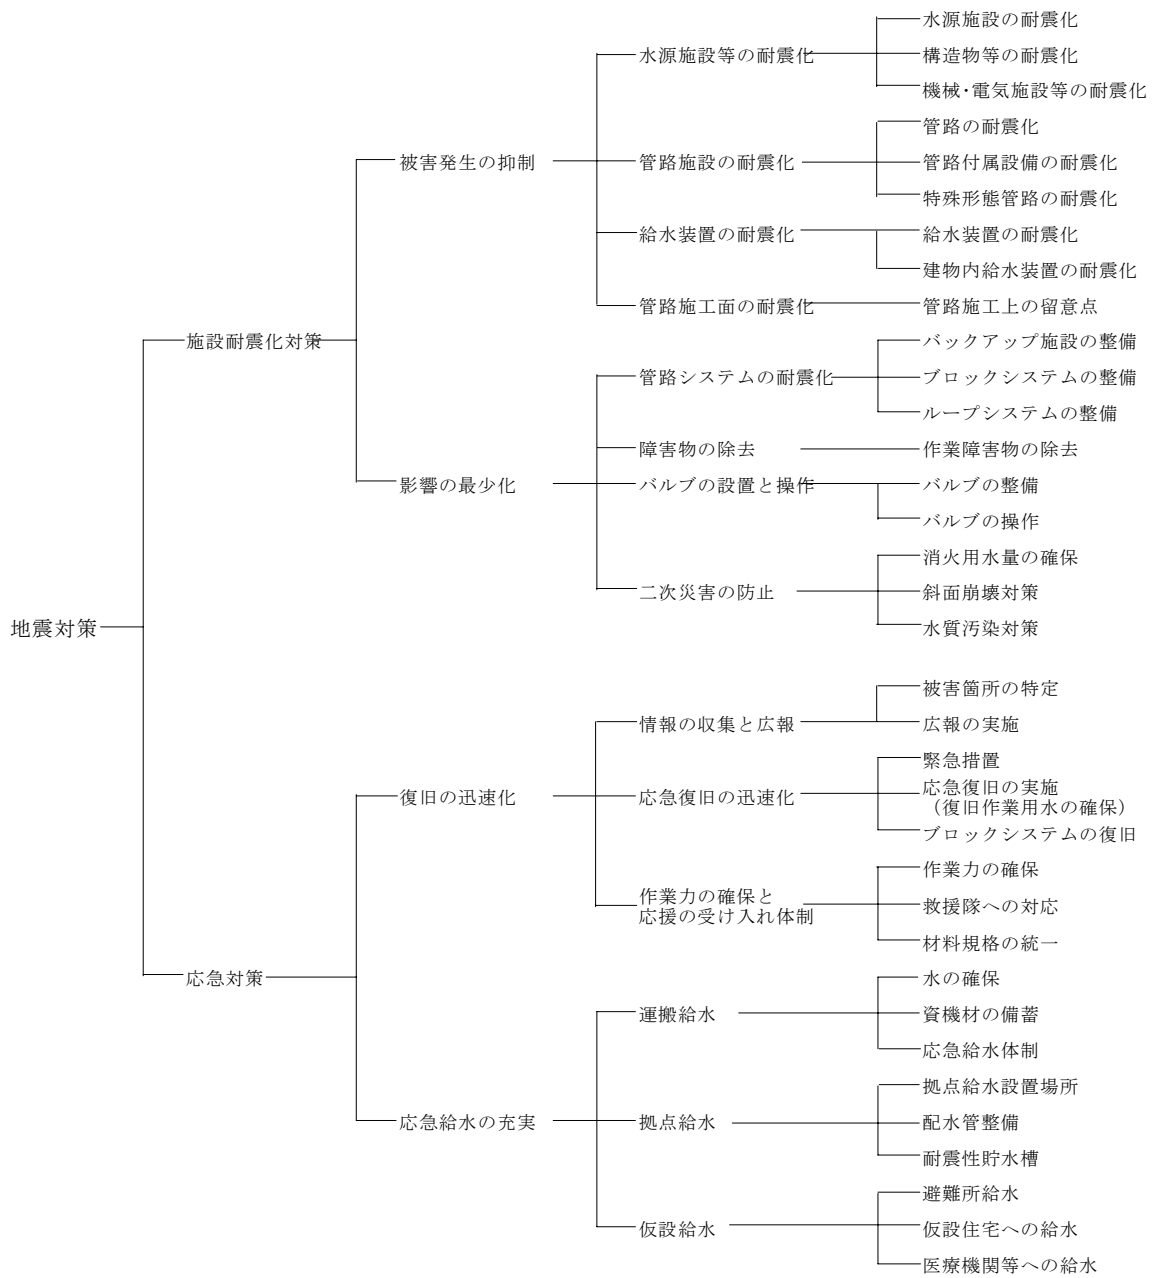 水源施設の耐震化
水源施設等の耐震化
構造物等の耐震化
機械・電気施設等の耐震化
管路の耐震化
被害発生の抑制
管路施設の耐震化
管路付属設備の耐震化
特殊形態管路の耐震化
給水装置の耐震化
給水装置の耐震化
建物内給水装置の耐震化
管路施工面の耐震化
管路施工上の留意点
施設耐震化対策
バックアップ施設の整備
管路システムの耐震化
ブロックシステムの整備
ループシステムの整備
障害物の除去
作業障害物の除去
影響の最少化
バルブの設置と操作
バルブの整備
バルブの操作
消火用水量の確保
二次災害の防止
斜面崩壊対策
地震対策
水質汚染対策
被害箇所の特定
情報の収集と広報
広報の実施
緊急措置
復旧の迅速化
応急復旧の迅速化
応急復旧の実施
（復旧作業用水の確保）
ブロックシステムの復旧
作業力の確保
作業力の確保と
応援の受け入れ体制
救援隊への対応
材料規格の統一
応急対策
水の確保
運搬給水
資機材の備蓄
応急給水体制
拠点給水設置場所
応急給水の充実
拠点給水
配水管整備
耐震性貯水槽
避難所給水
仮設給水
仮設住宅への給水
医療機関等への給水